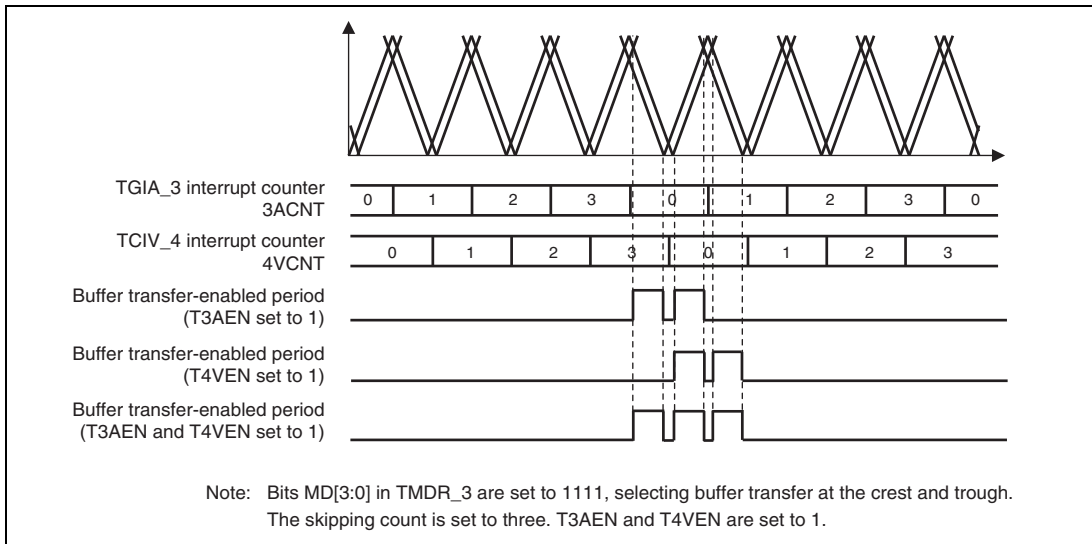 TGIA_3 interrupt counter
3ACNT
0 1 2 3 0 1 2 3 0
TCIV_4 interrupt counter
4VCNT
0 1 2 3 0 1 2 3
Buffer transfer-enabled period
(T3AEN set to 1)
Buffer transfer-enabled period
(T4VEN set to 1)
Buffer transfer-enabled period
(T3AEN and T4VEN set to 1)
Note: Bits MD[3:0] in TMDR_3 are set to 1111, selecting buffer transfer at the crest and trough.
The skipping count is set to three. T3AEN and T4VEN are set to 1.